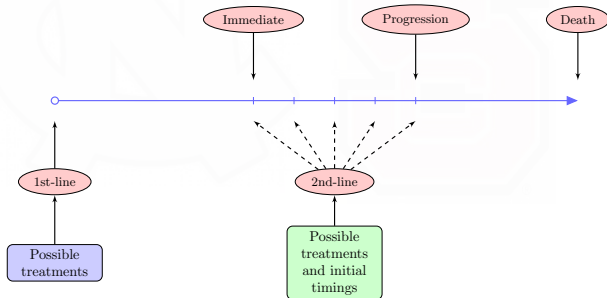 Immediate
Progression
Death
1st-line
2nd-line
Possible
treatments
Possible
treatments
and initial
timings